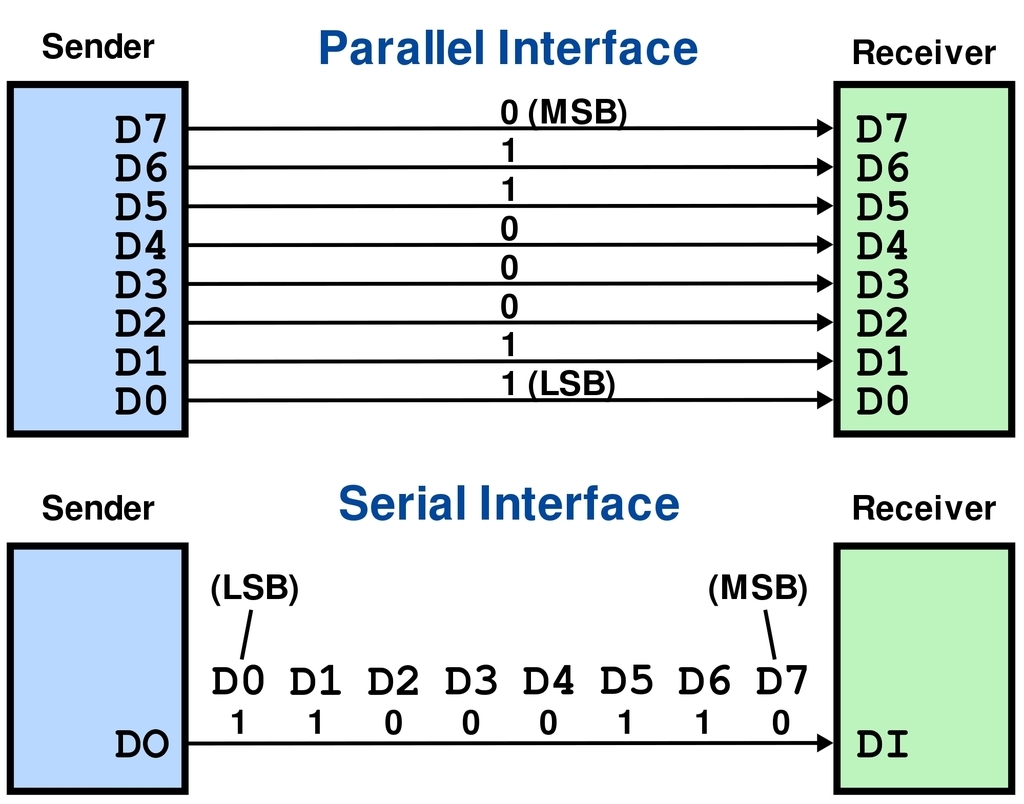 Sender Parallel Interface Receiver
D7 0 (MSB) D7
D6 1 D6
D5 1 D5
D4 0 D4
D3 0 D3
D2 0 D2
D1 1 D1
D0 1 (LSB) D0
Sender Serial Interface Receiver
(LSB) (MSB)
D0 D1 D2 D3 D4 D5 D6 D7
1 1 0 0 0 1 1 0
DO DI